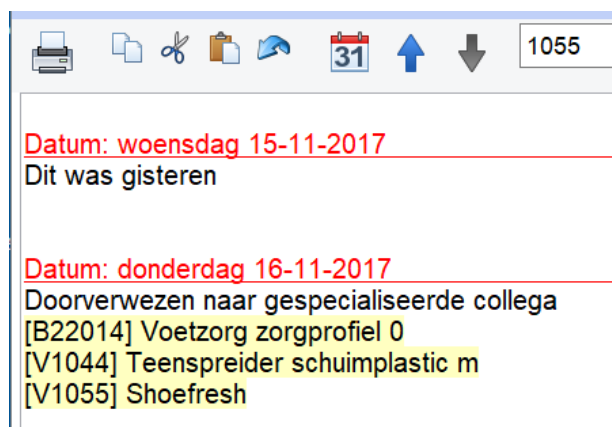 31
1055
Datum: woensdag 15-11-2017
Dit was gisteren
Datum: donderdag 16-11-2017
Doorverwezen naar gespecialiseerde collega
[B22014] Voetzorg zorgprofiel 0
[V1044] Teenspreider schuimplastic m
[V1055] Shoefresh